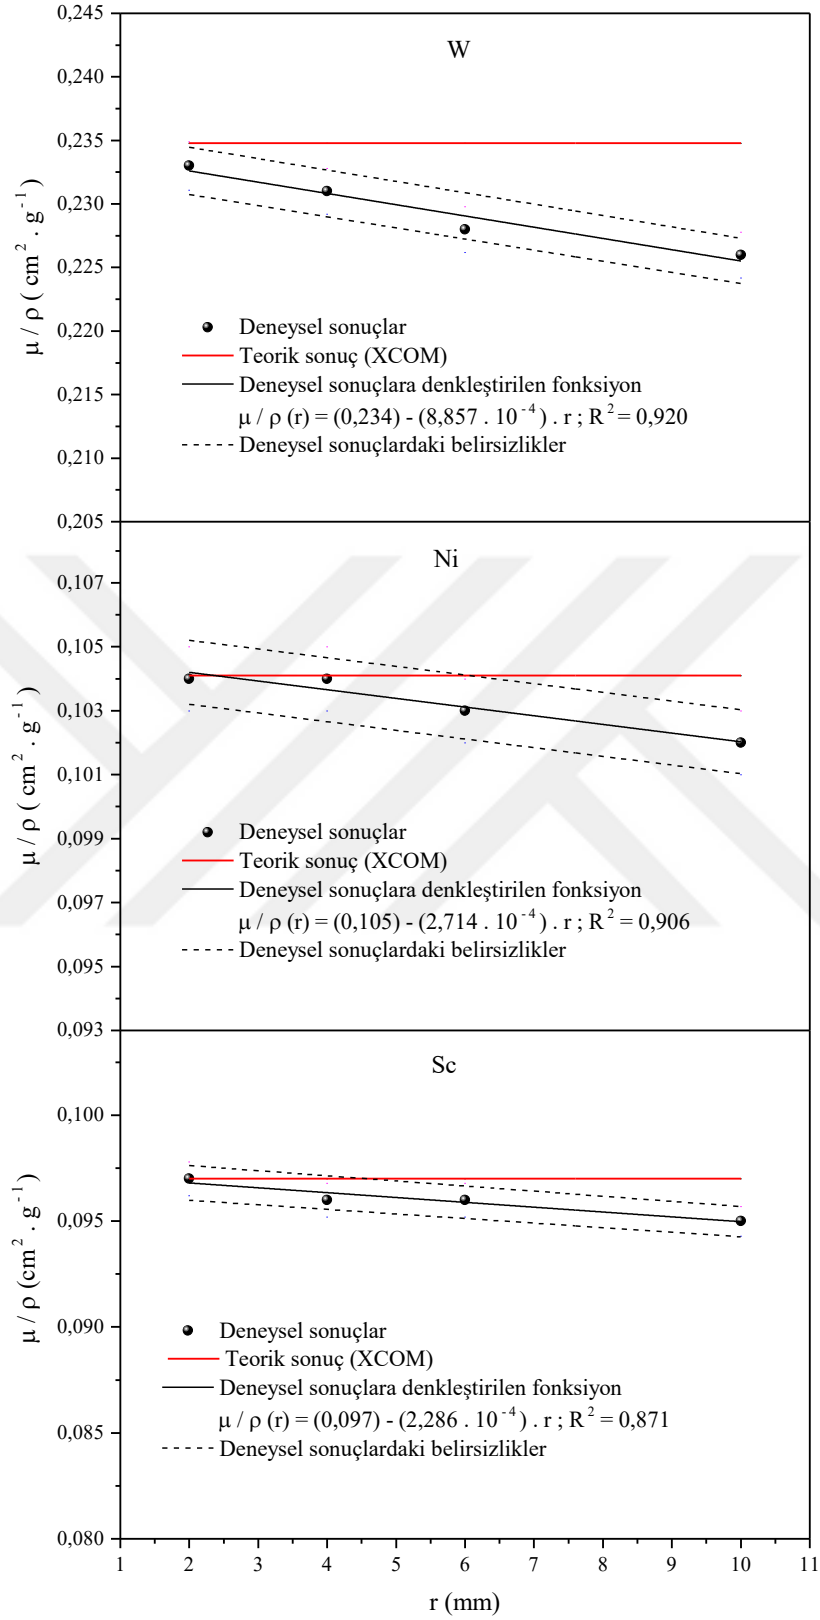 0,245
W
0,240
0,235
0,230
0,225
0,220
0,215
0,210
0,205
μ / ρ ( cm² . g⁻¹ )
Deneysel sonuçlar
Teorik sonuç (XCOM)
Deneysel sonuçlara denkleştirilen fonksiyon
μ / ρ (r) = (0,234) - (8,857 . 10⁻⁴) . r ; R² = 0,920
Deneysel sonuçlardaki belirsizlikler
Ni
0,107
0,105
0,103
0,101
0,099
0,097
0,095
0,093
μ / ρ ( cm² . g⁻¹ )
Deneysel sonuçlar
Teorik sonuç (XCOM)
Deneysel sonuçlara denkleştirilen fonksiyon
μ / ρ (r) = (0,105) - (2,714 . 10⁻⁴) . r ; R² = 0,906
Deneysel sonuçlardaki belirsizlikler
Sc
0,100
0,095
0,090
0,085
0,080
μ / ρ (cm² . g⁻¹ )
Deneysel sonuçlar
Teorik sonuç (XCOM)
Deneysel sonuçlara denkleştirilen fonksiyon
μ / ρ (r) = (0,097) - (2,286 . 10⁻⁴) . r ; R² = 0,871
Deneysel sonuçlardaki belirsizlikler
1 2 3 4 5 6 7 8 9 10 11
r (mm)